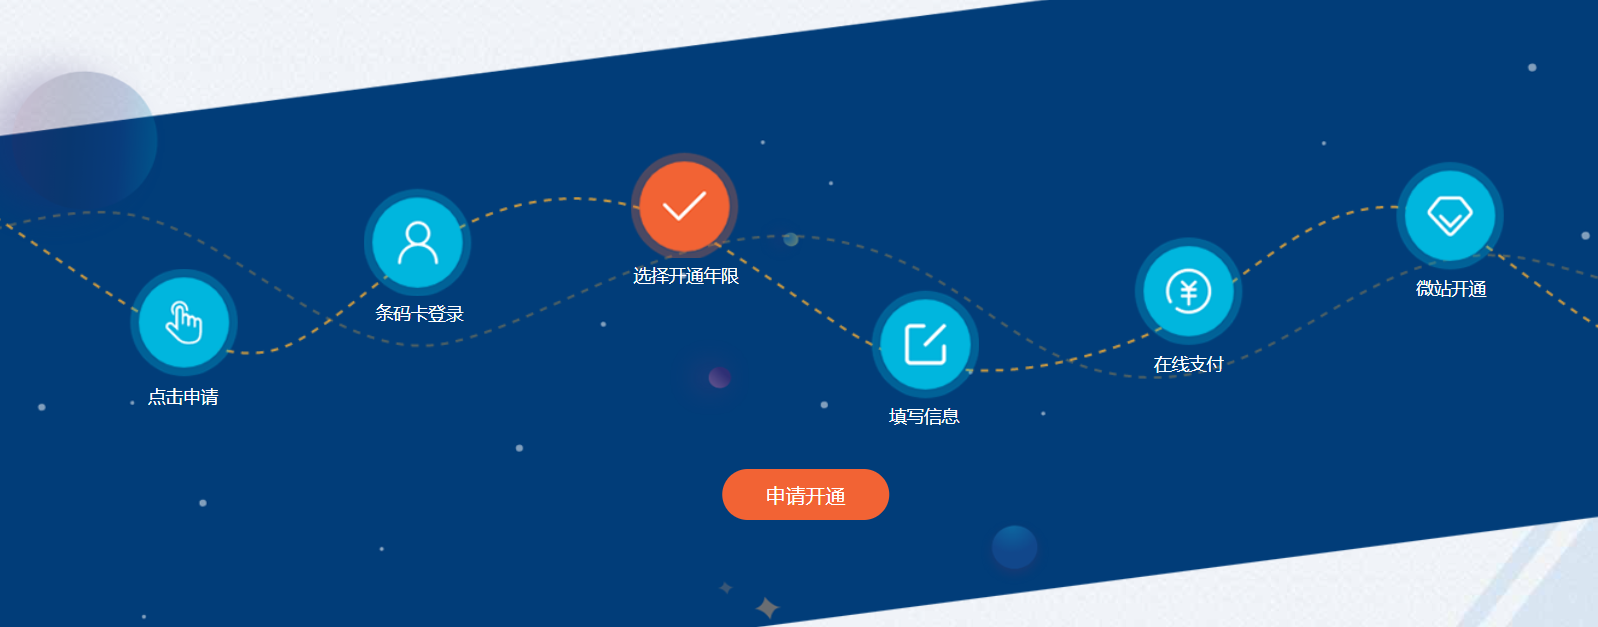 点击申请
条码卡登录
选择开通年限
填写信息
在线支付
微站开通
申请开通